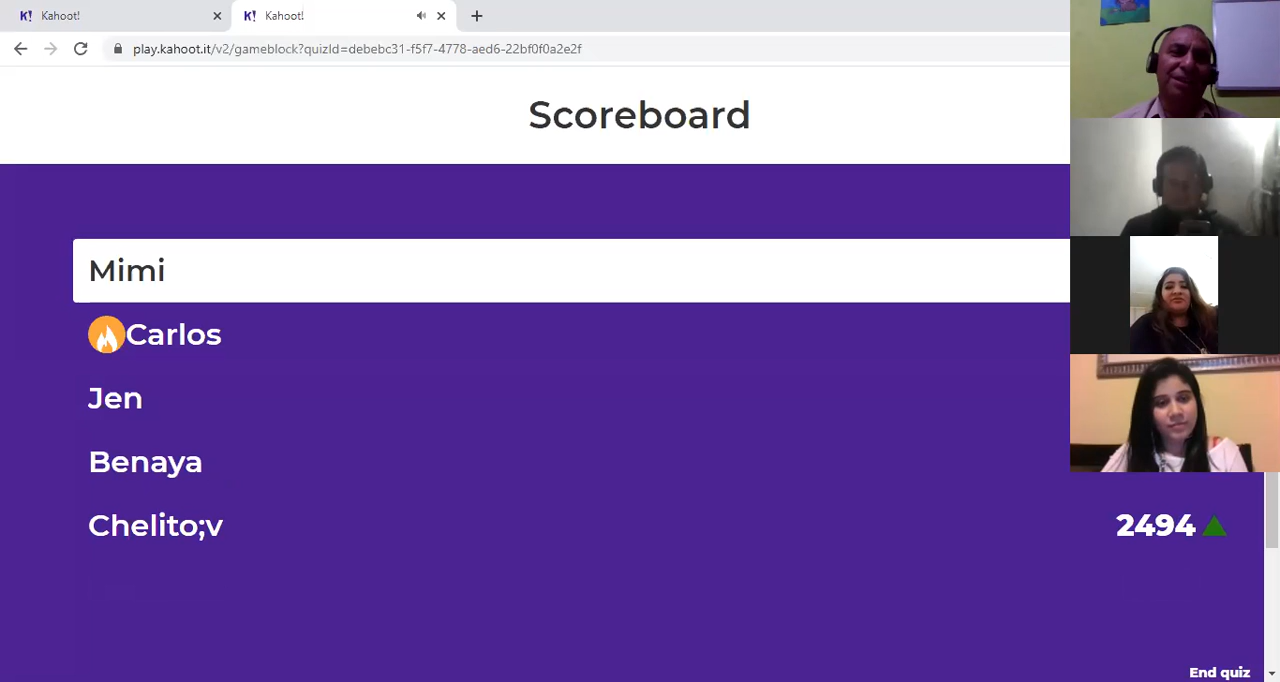 K! Kahoot!
K! Kahoot!
play.kahoot.it/v2/gameblock?quizId=debebc31-f5f7-4778-aed6-22bf0f0a2e2f
Scoreboard
Mimi
Carlos
Jen
Benaya
Chelito;v 2494
End quiz